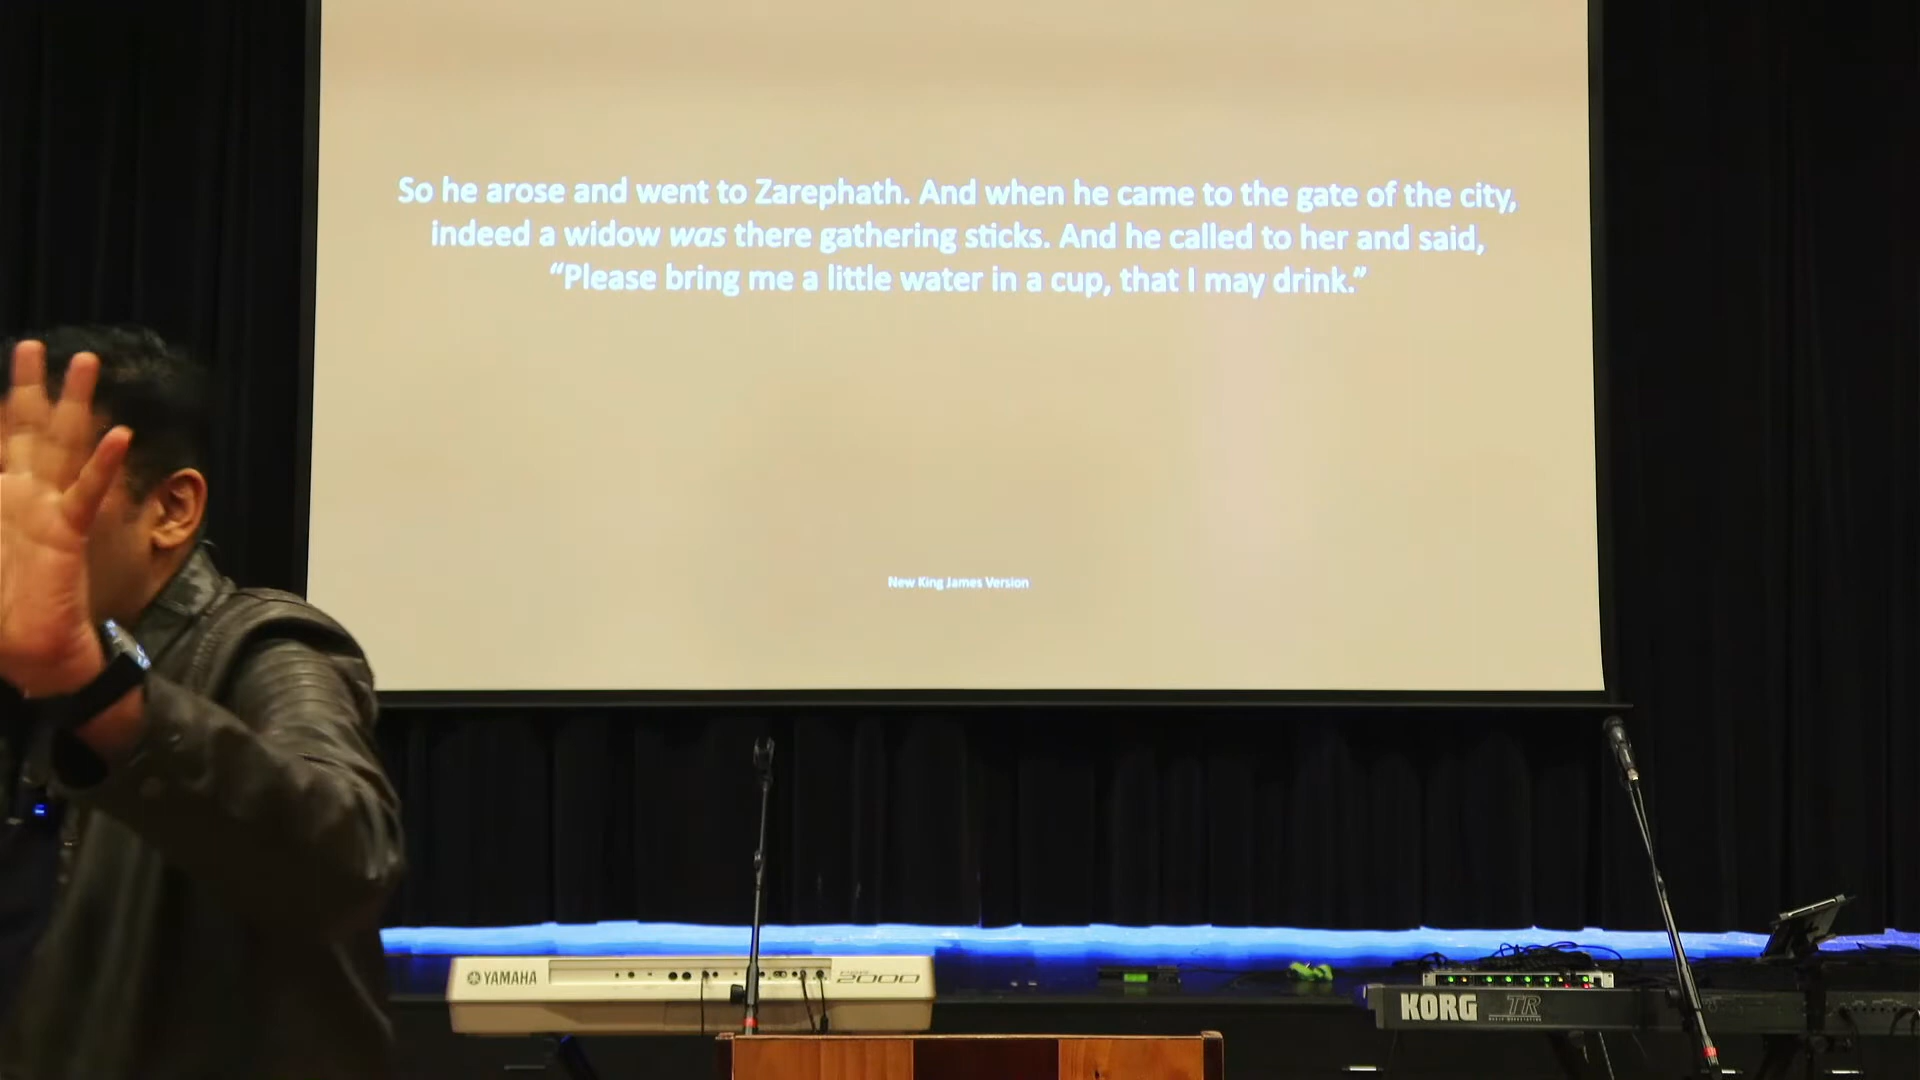 So he arose and went to Zarephath. And when he came to the gate of the city,
indeed a widow was there gathering sticks. And he called to her and said,
“Please bring me a little water in a cup, that I may drink.”
New King James Version
YAMAHA
2000
KORG TR